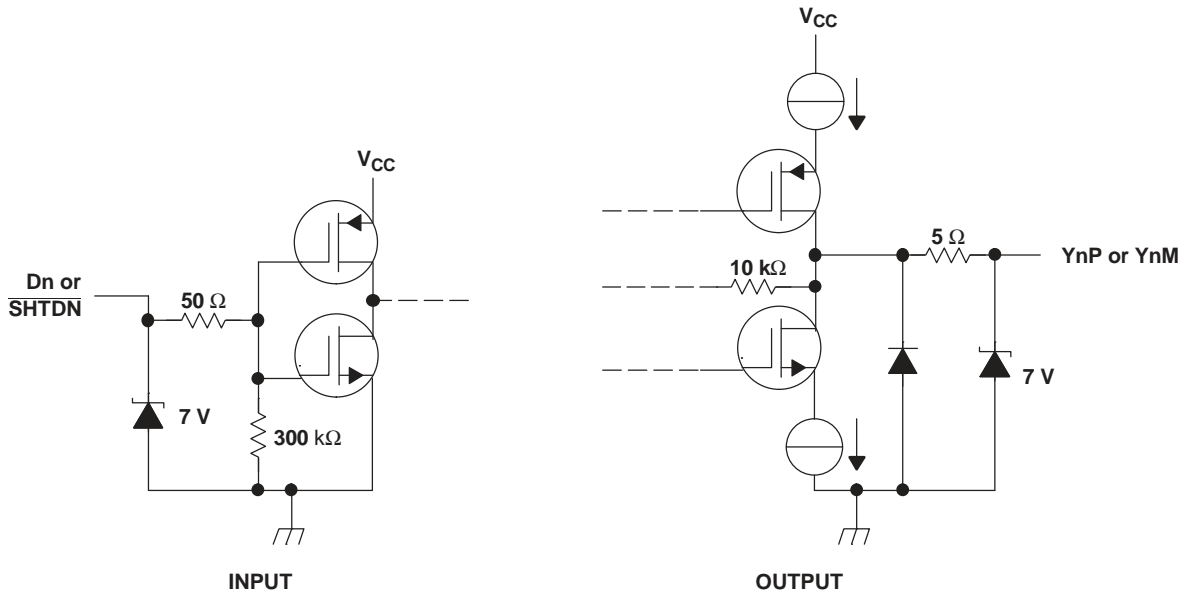 VCC
VCC
5 Ω
YnP or YnM
10 kΩ
Dn or
SHTDN
50 Ω
7 V
7 V
300 kΩ
INPUT
OUTPUT